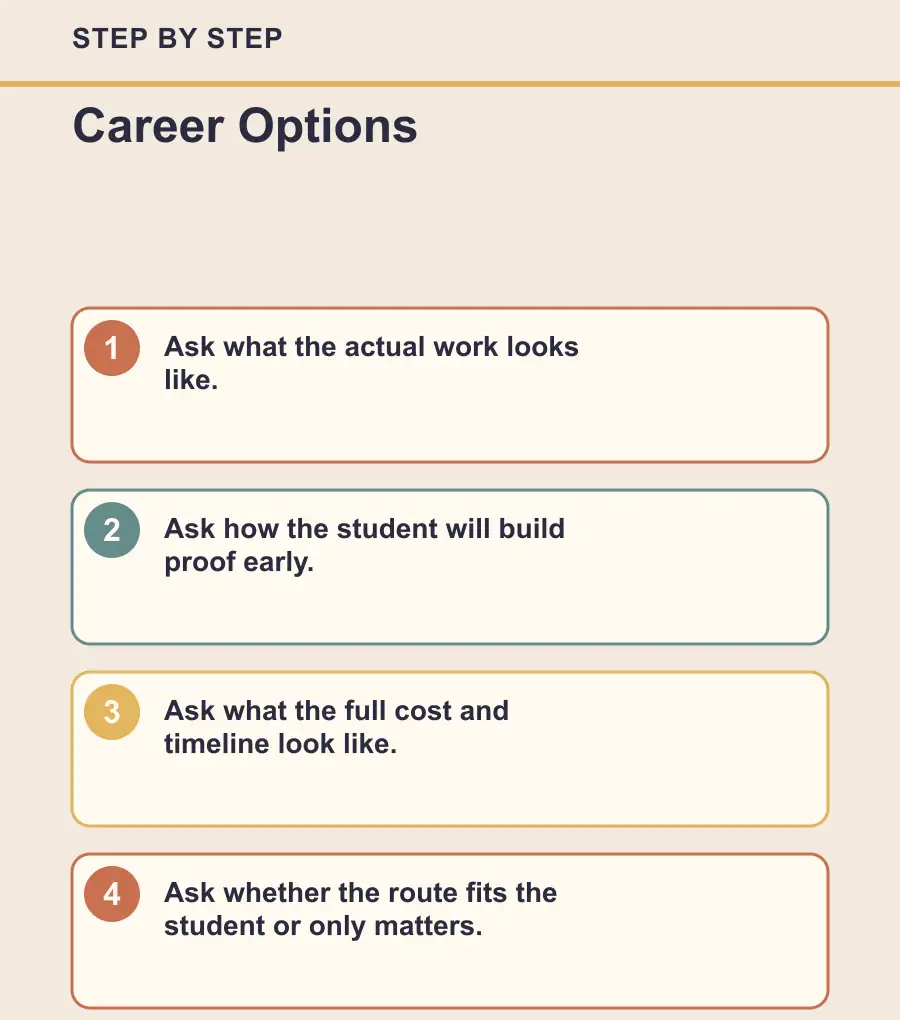 STEP BY STEP
Career Options
1
Ask what the actual work looks
like.
2
Ask how the student will build
proof early.
3
Ask what the full cost and
timeline look like.
4
Ask whether the route fits the
student or only matters.